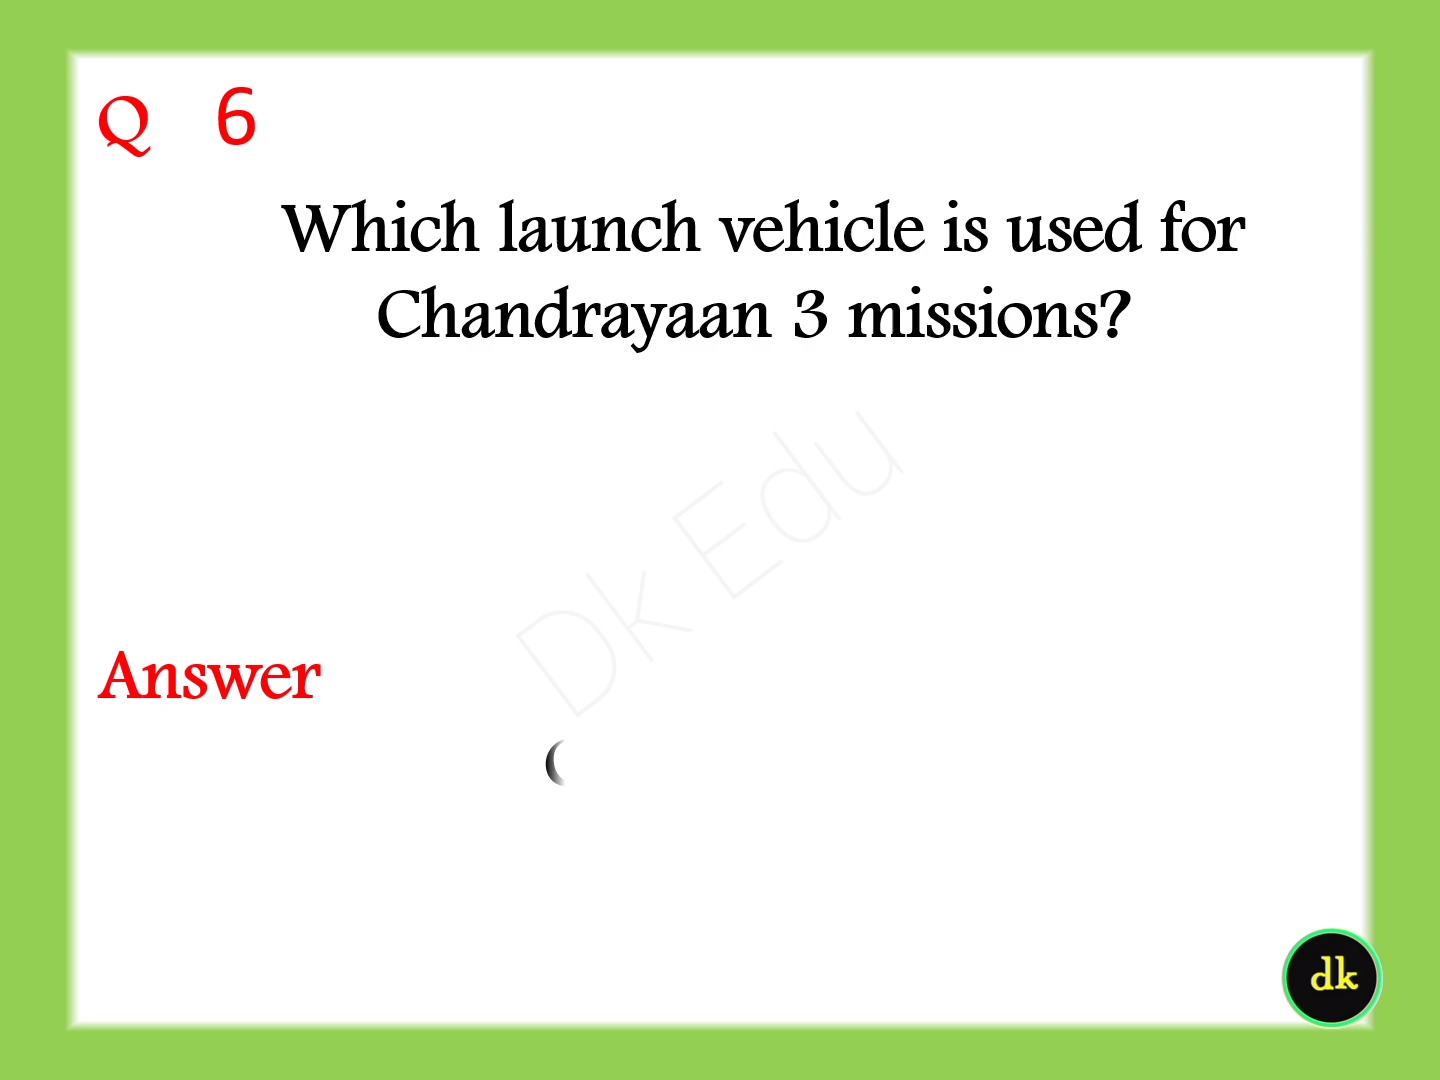 Q 6
Which launch vehicle is used for
Chandrayaan 3 missions?
Dk Edu
Answer
(
dk